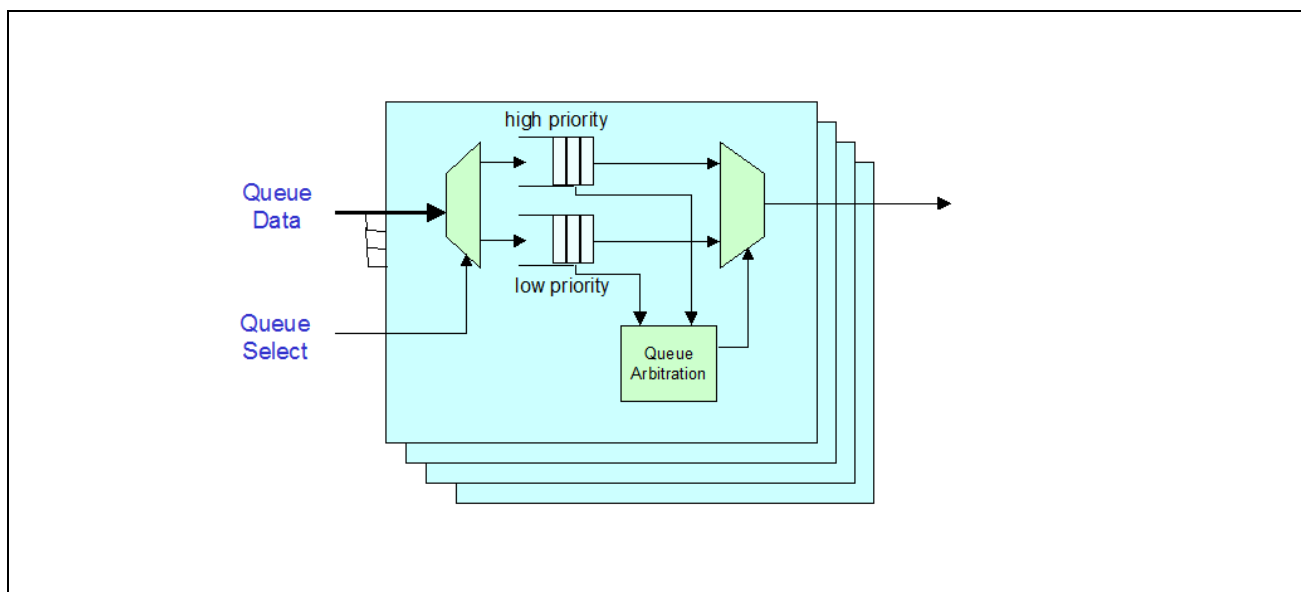 high priority
Queue
Data
low priority
Queue
Select
Queue
Arbitration